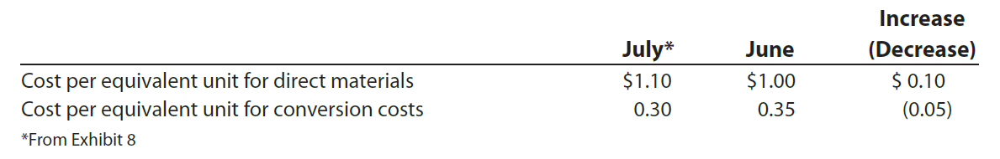 Increase
July* June (Decrease)
Cost per equivalent unit for direct materials $1.10 $1.00 $ 0.10
Cost per equivalent unit for conversion costs 0.30 0.35 (0.05)
*From Exhibit 8